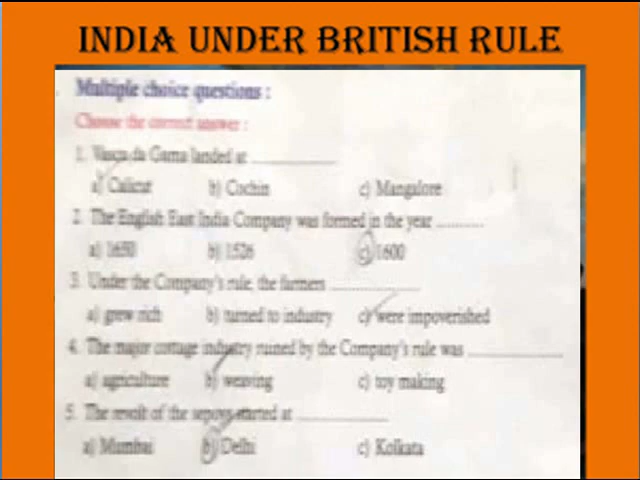 INDIA UNDER BRITISH RULE
Multiple choice questions :
Choose the correct answer :
1. Vasco da Gama landed at ............
a) Calicut b) Cochin c) Mangalore
2. The English East India Company was formed in the year ............
a) 1650 b) 1526 c) 1600
3. Under the Company's rule, the farmers ............
a) grew rich b) turned to industry c) were impoverished
4. The major cottage industry ruined by the Company's rule was ............
a) agriculture b) weaving c) toy making
5. The revolt of the sepoys started at ............
a) Mumbai b) Delhi c) Kolkata